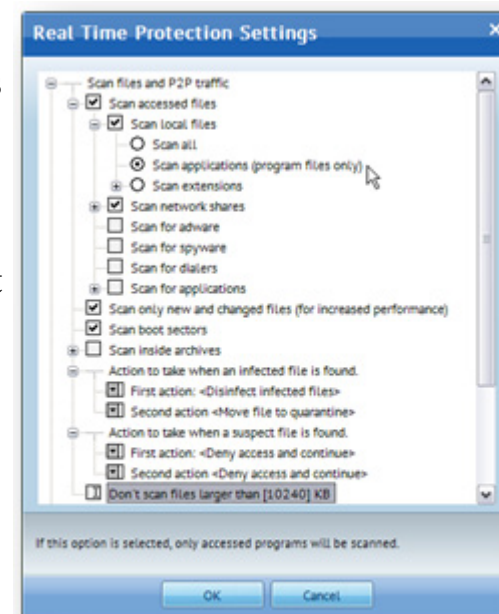 Real Time Protection Settings
Scan files and P2P traffic
Scan accessed files
Scan local files
Scan all
Scan applications (program files only)
Scan extensions
Scan network shares
Scan for adware
Scan for spyware
Scan for dialers
Scan for applications
Scan only new and changed files (for increased performance)
Scan boot sectors
Scan inside archives
Action to take when an infected file is found.
First action: <Disinfect infected files>
Second action <Move file to quarantine>
Action to take when a suspect file is found.
First action: <Deny access and continue>
Second action <Deny access and continue>
Don't scan files larger than [10240] KB
If this option is selected, only accessed programs will be scanned.
OK Cancel